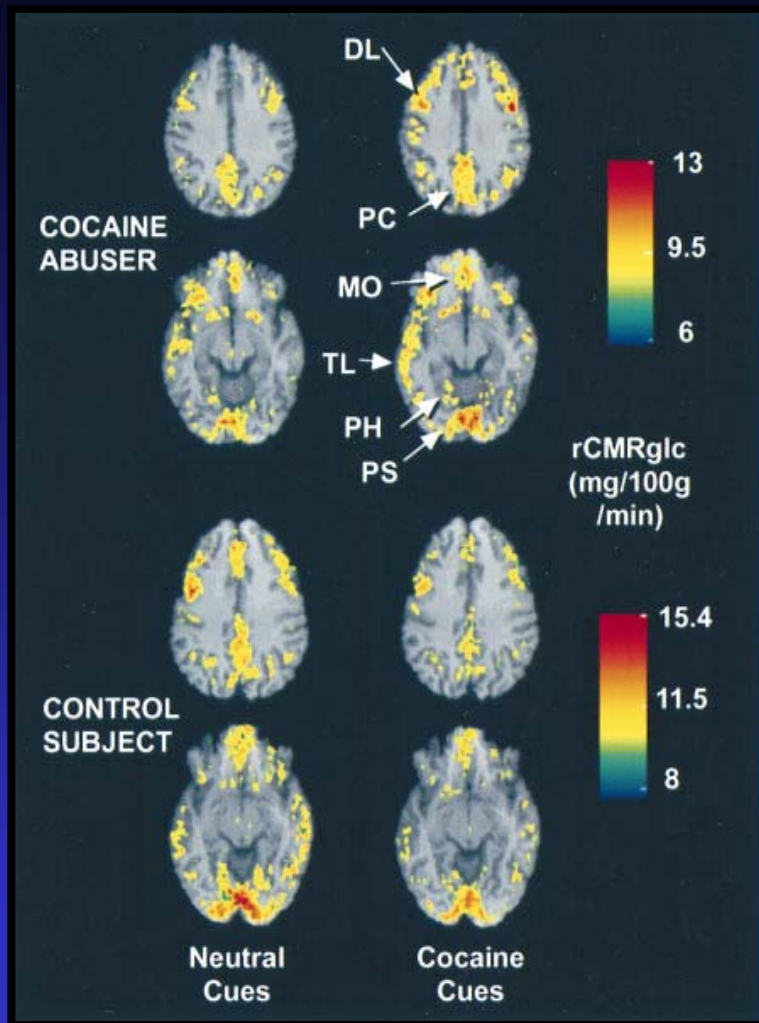 DL
PC
COCAINE
ABUSER
MO
TL
PH
PS
13
9.5
6
rCMRglc
(mg/100g
/min)
CONTROL
SUBJECT
15.4
11.5
8
Neutral
Cues
Cocaine
Cues